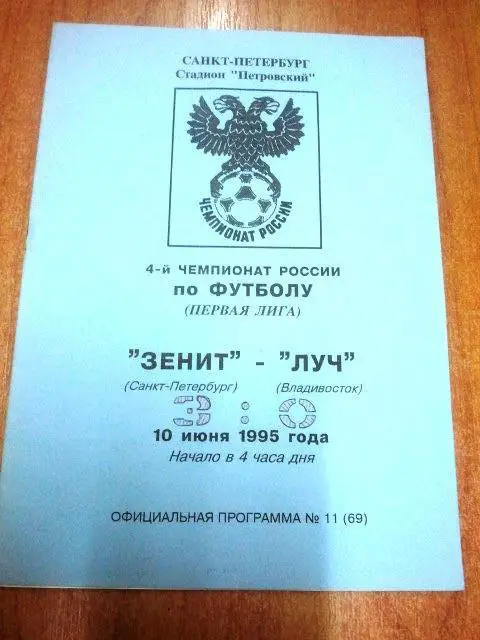 САНКТ-ПЕТЕРБУРГ
Стадион "Петровский"
ЧЕМПИОНАТ РОССИИ
4-й ЧЕМПИОНАТ РОССИИ
по ФУТБОЛУ
(ПЕРВАЯ ЛИГА)
"ЗЕНИТ" - "ЛУЧ"
(Санкт-Петербург) (Владивосток)
3:0
10 июня 1995 года
Начало в 4 часа дня
ОФИЦИАЛЬНАЯ ПРОГРАММА № 11 (69)